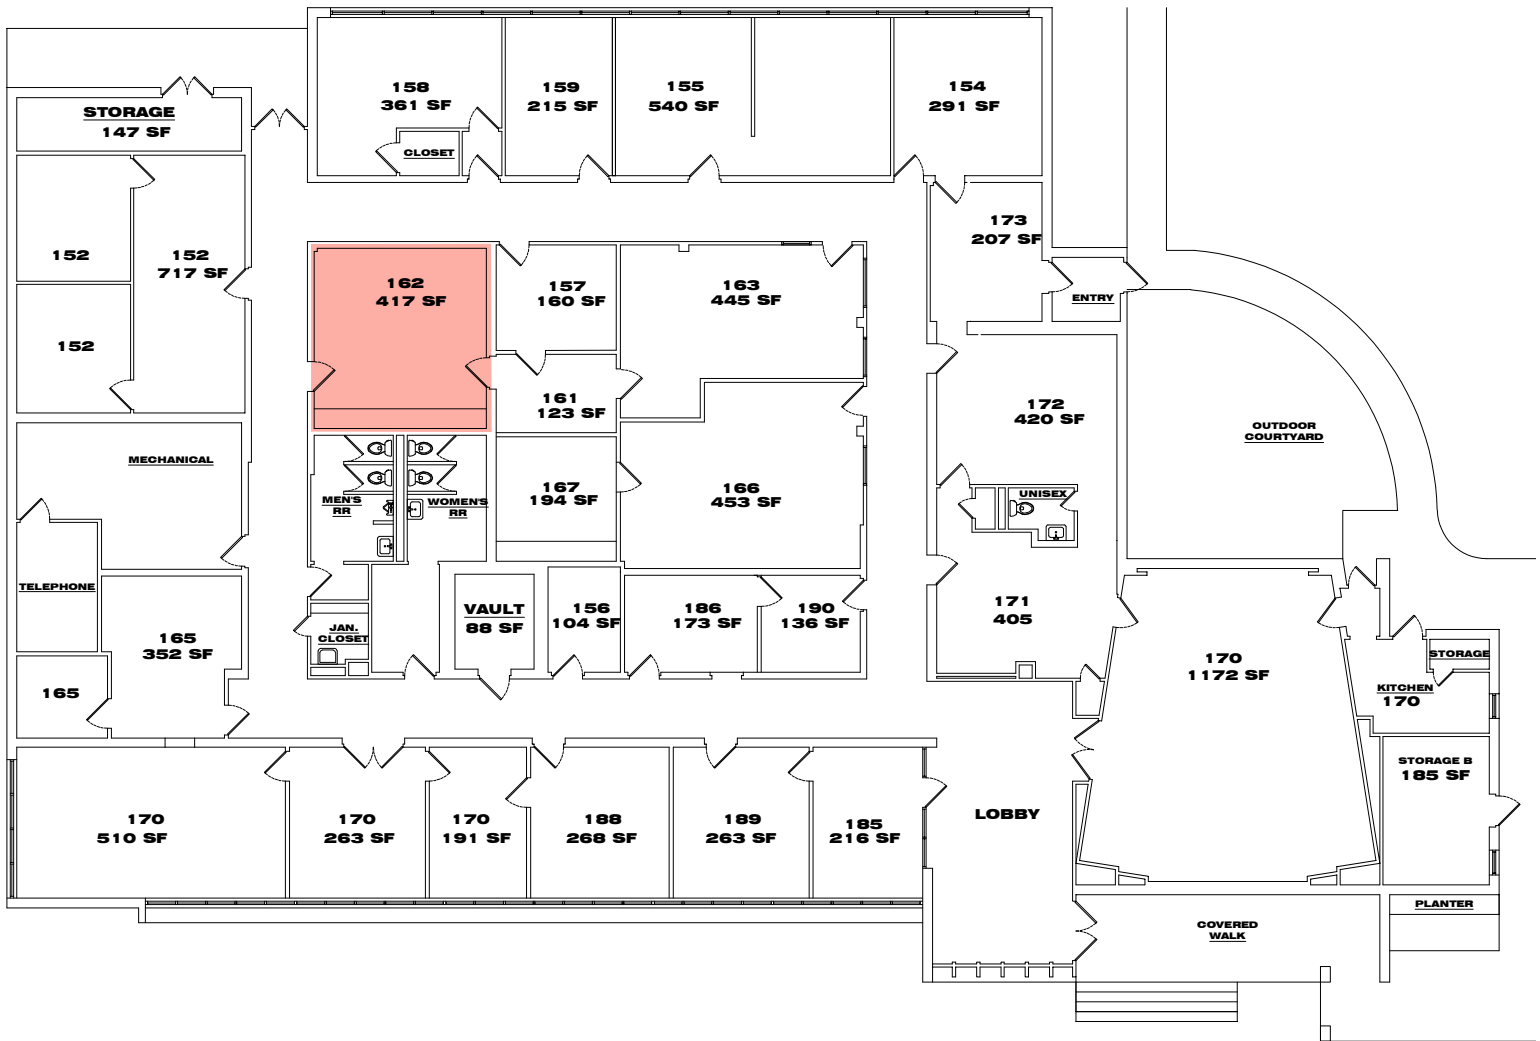 158
361 SF
CLOSET
159
215 SF
155
540 SF
154
291 SF
STORAGE
147 SF
152
152
717 SF
152
162
417 SF
157
160 SF
163
445 SF
173
207 SF
ENTRY
161
123 SF
172
420 SF
OUTDOOR
COURTYARD
MECHANICAL
MEN'S
RR
WOMEN'S
RR
167
194 SF
166
453 SF
UNISEX
TELEPHONE
165
352 SF
165
JAN.
CLOSET
VAULT
88 SF
156
104 SF
186
173 SF
190
136 SF
171
405
170
1172 SF
STORAGE
KITCHEN
170
STORAGE B
185 SF
170
510 SF
170
263 SF
170
191 SF
188
268 SF
189
263 SF
185
216 SF
LOBBY
COVERED
WALK
PLANTER